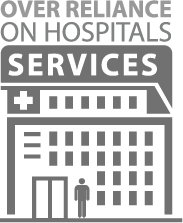 OVER RELIANCE
ON HOSPITALS
SERVICES